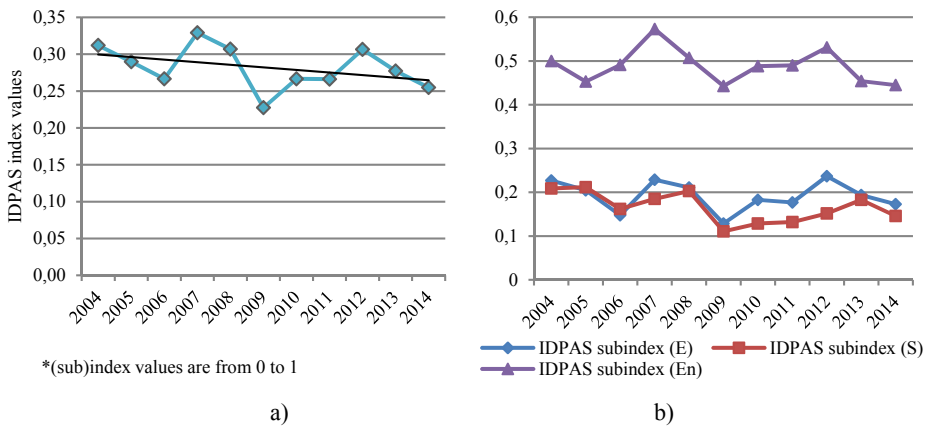 0,35
0,30
0,25
0,20
0,15
0,10
0,05
0,00
IDPAS index values
2004 2005 2006 2007 2008 2009 2010 2011 2012 2013 2014
*(sub)index values are from 0 to 1
a)
0,6
0,5
0,4
0,3
0,2
0,1
0
2004 2005 2006 2007 2008 2009 2010 2011 2012 2013 2014
IDPAS subindex (E) IDPAS subindex (S)
IDPAS subindex (En)
b)